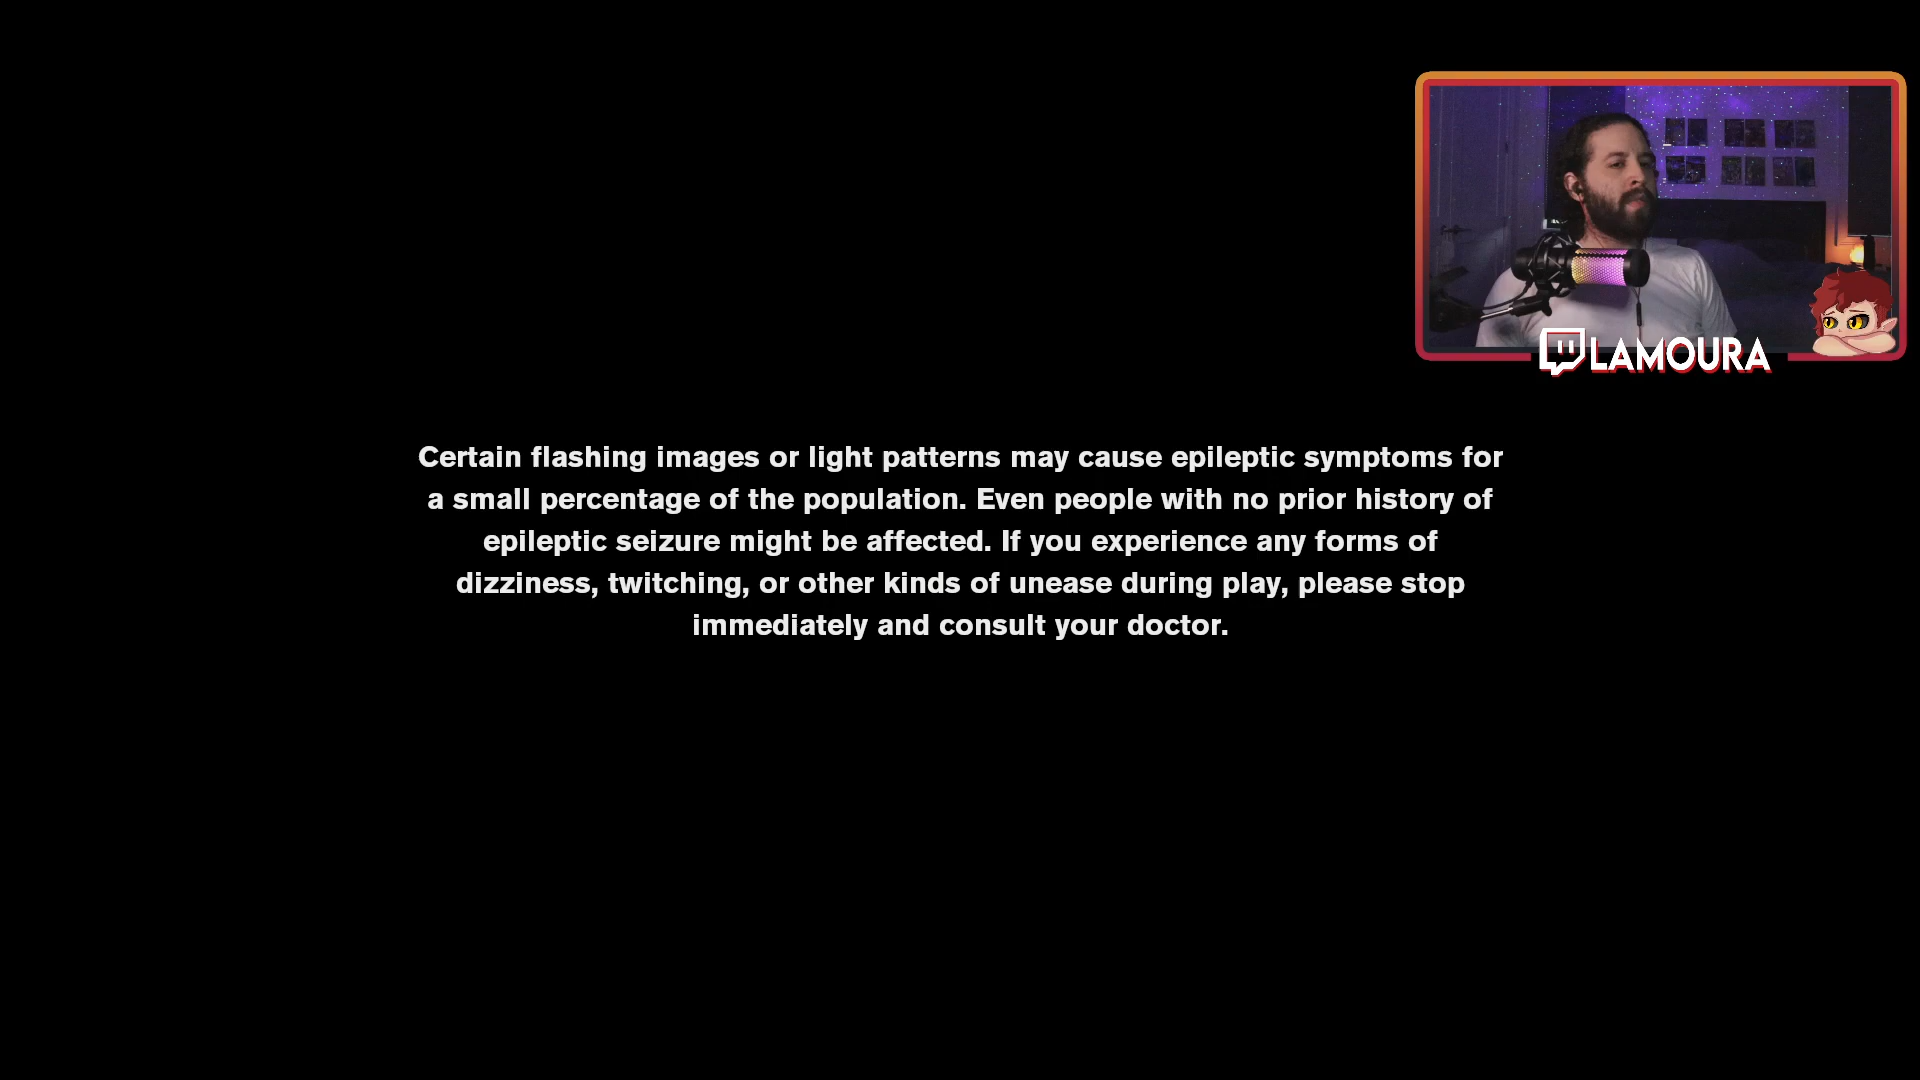 LAMOURA
Certain flashing images or light patterns may cause epileptic symptoms for
a small percentage of the population. Even people with no prior history of
epileptic seizure might be affected. If you experience any forms of
dizziness, twitching, or other kinds of unease during play, please stop
immediately and consult your doctor.